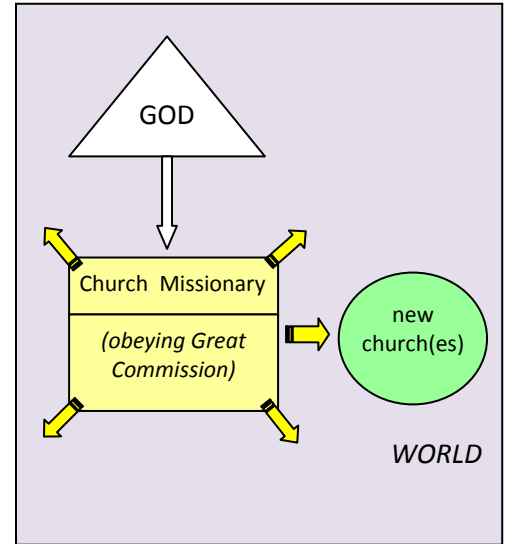 GOD
Church Missionary
(obeying Great
Commission)
new
church(es)
WORLD